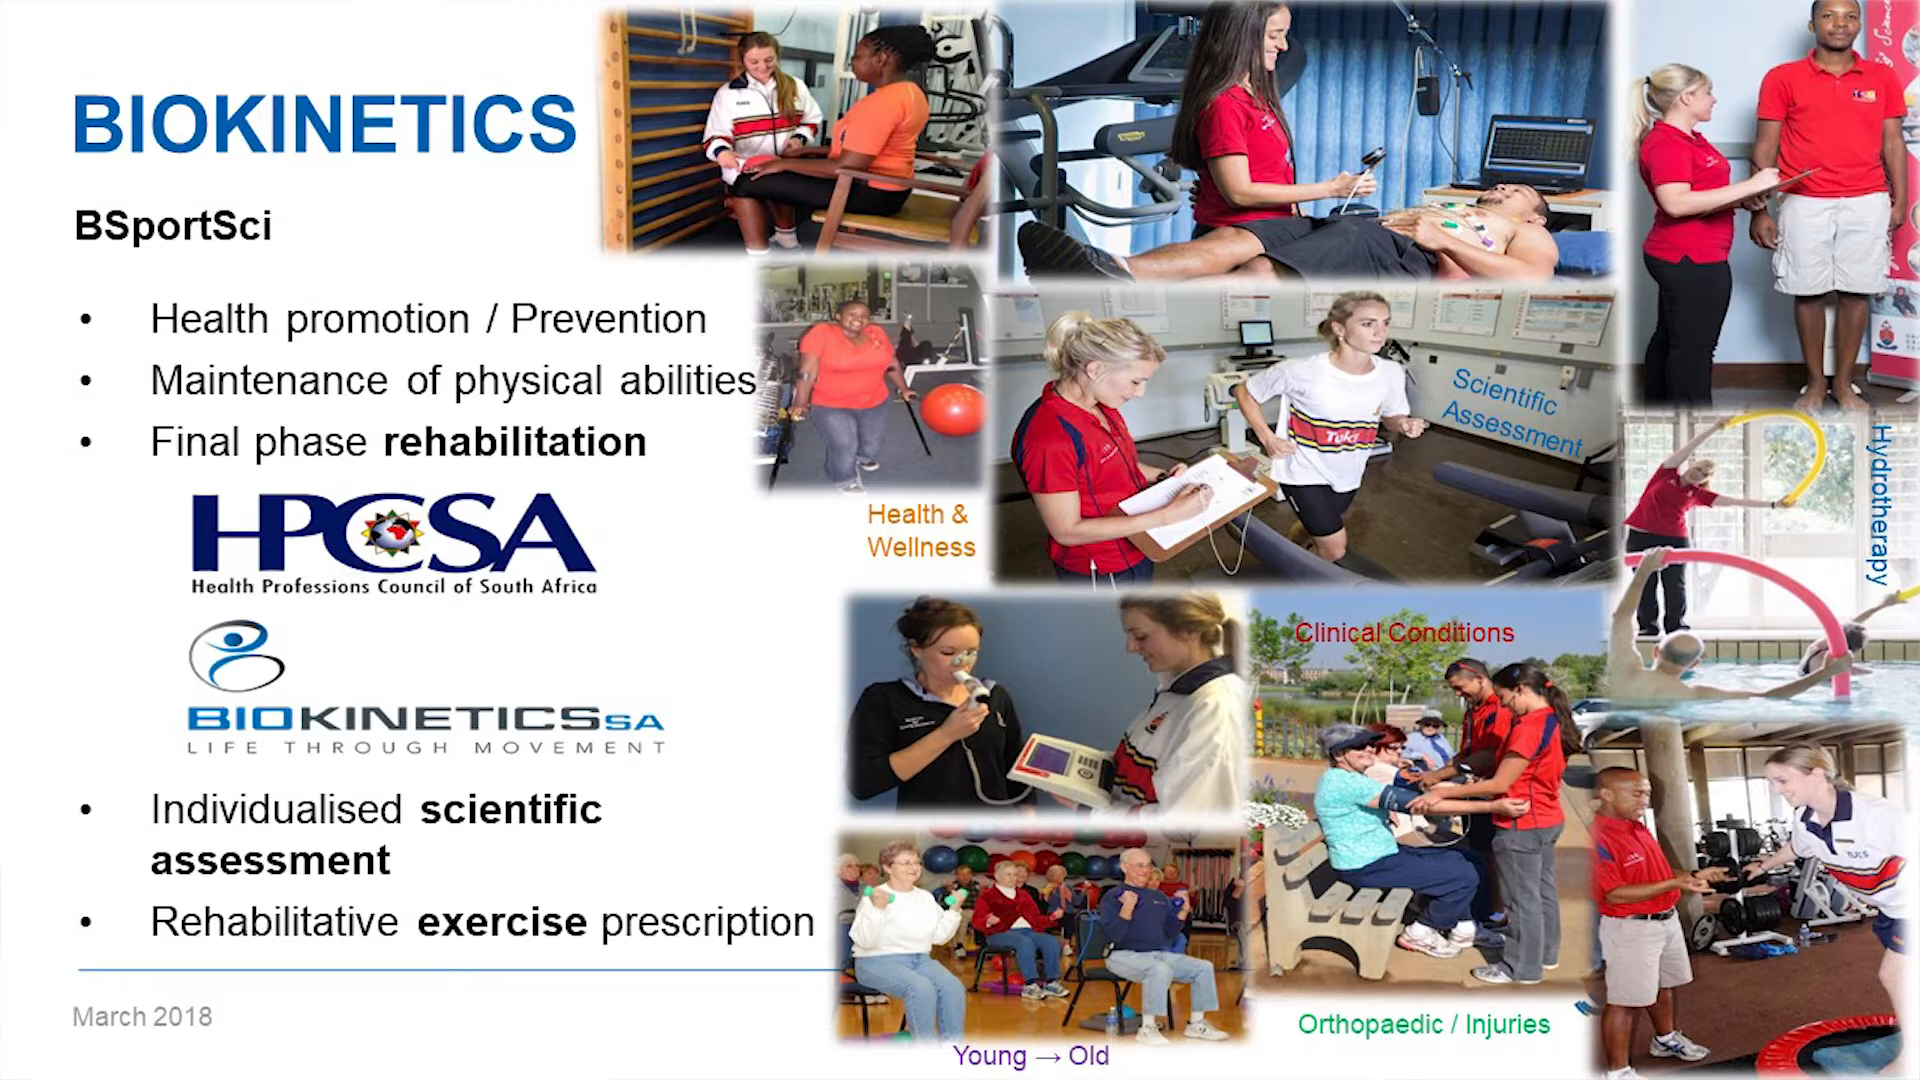 BIOKINETICS
BSportSci
• Health promotion / Prevention
• Maintenance of physical abilities
• Final phase rehabilitation
HPCSA
Health Professions Council of South Africa
BIOKINETICSSA
LIFE THROUGH MOVEMENT
• Individualised scientific
assessment
• Rehabilitative exercise prescription
March 2018
Health &
Wellness
Scientific
Assessment
Tuks
Hydrotherapy
Clinical Conditions
TUKS
Orthopaedic / Injuries
Young → Old